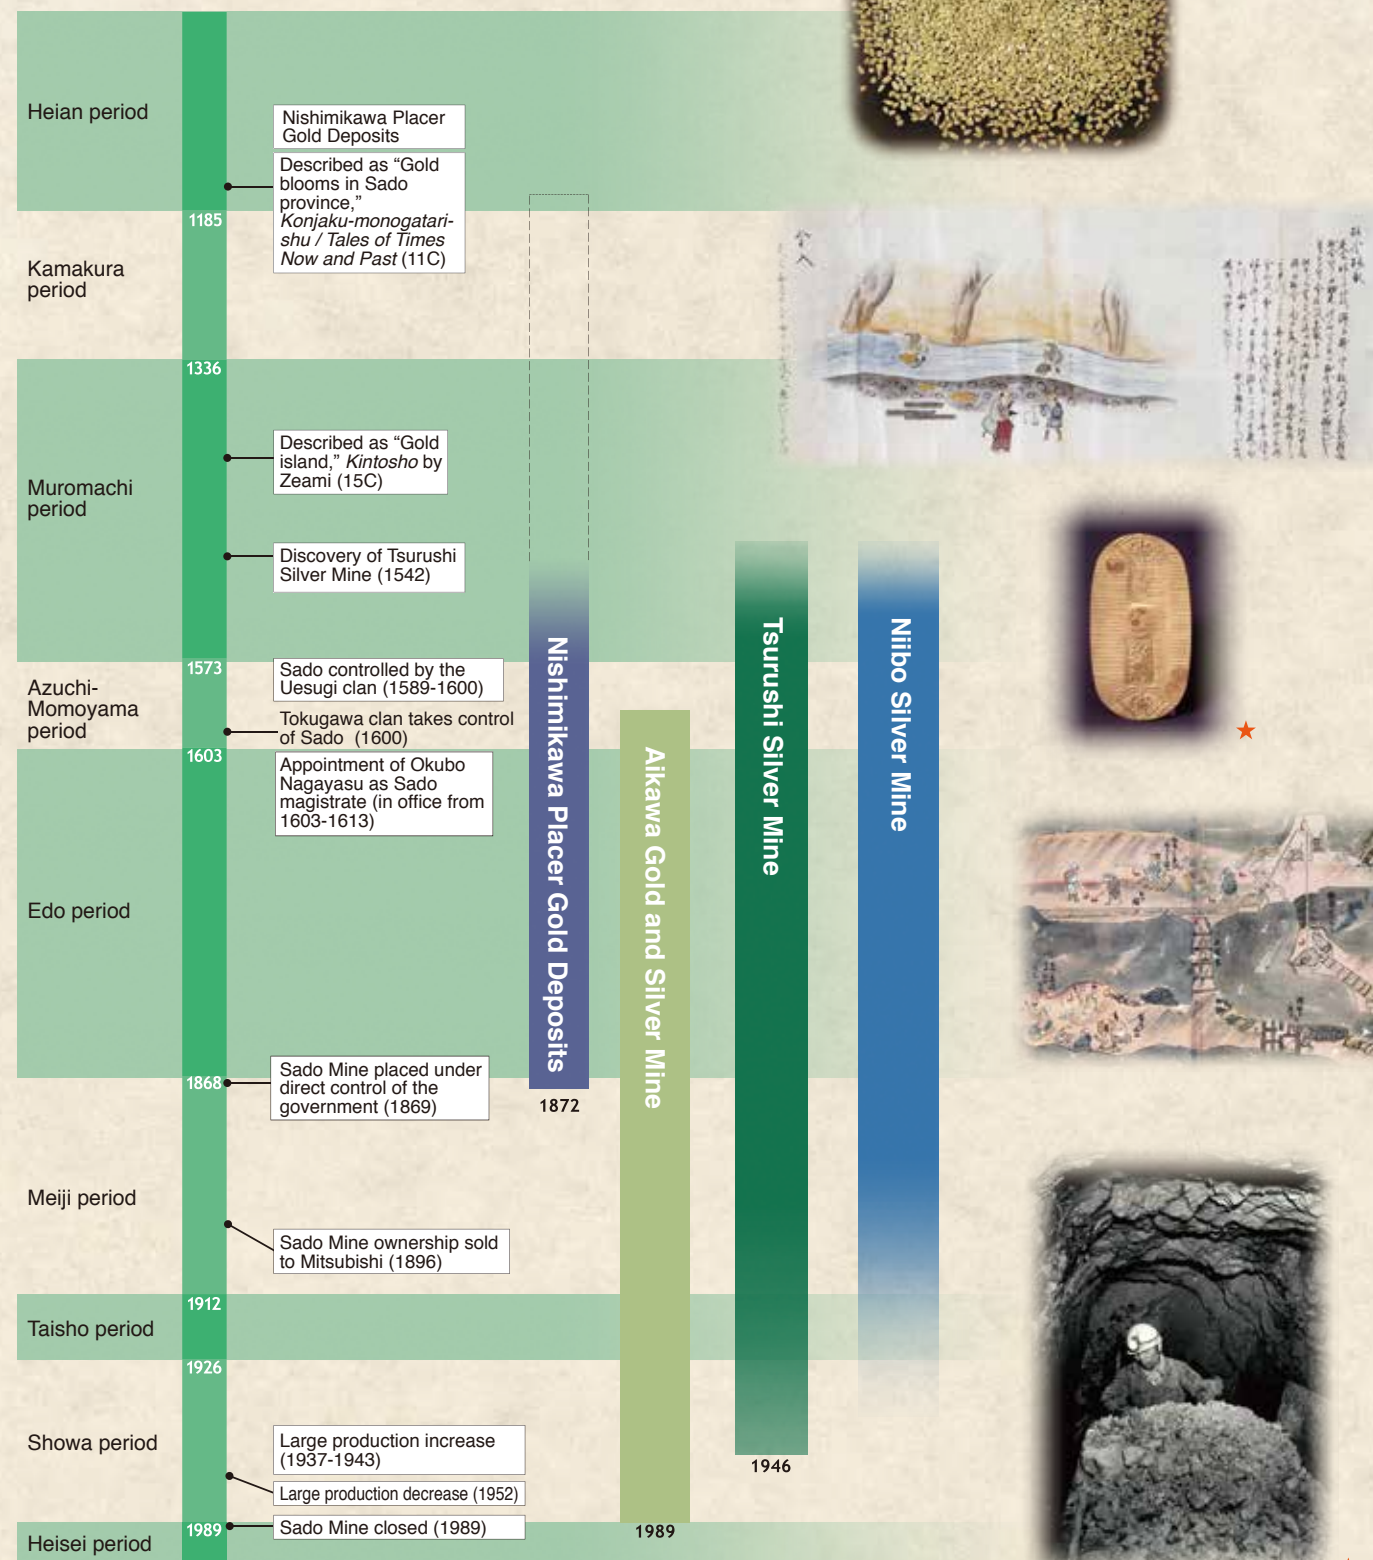 Heian period
Nishimikawa Placer
Gold Deposits
Described as “Gold
blooms in Sado
province,”
Konjaku-monogatari-
shu / Tales of Times
Now and Past (11C)
1185
Kamakura
period
1336
Muromachi
period
Described as “Gold
island,” Kintosho by
Zeami (15C)
Discovery of Tsurushi
Silver Mine (1542)
1573
Azuchi-
Momoyama
period
Sado controlled by the
Uesugi clan (1589-1600)
Tokugawa clan takes control
of Sado (1600)
1603
Appointment of Okubo
Nagayasu as Sado
magistrate (in office from
1603-1613)
Edo period
Nishimikawa Placer Gold Deposits
Aikawa Gold and Silver Mine
Tsurushi Silver Mine
Niibo Silver Mine
1868
Sado Mine placed under
direct control of the
government (1869)
1872
Meiji period
Sado Mine ownership sold
to Mitsubishi (1896)
1912
Taisho period
1926
Showa period
Large production increase
(1937-1943)
1946
Large production decrease (1952)
1989
Sado Mine closed (1989)
1989
Heisei period